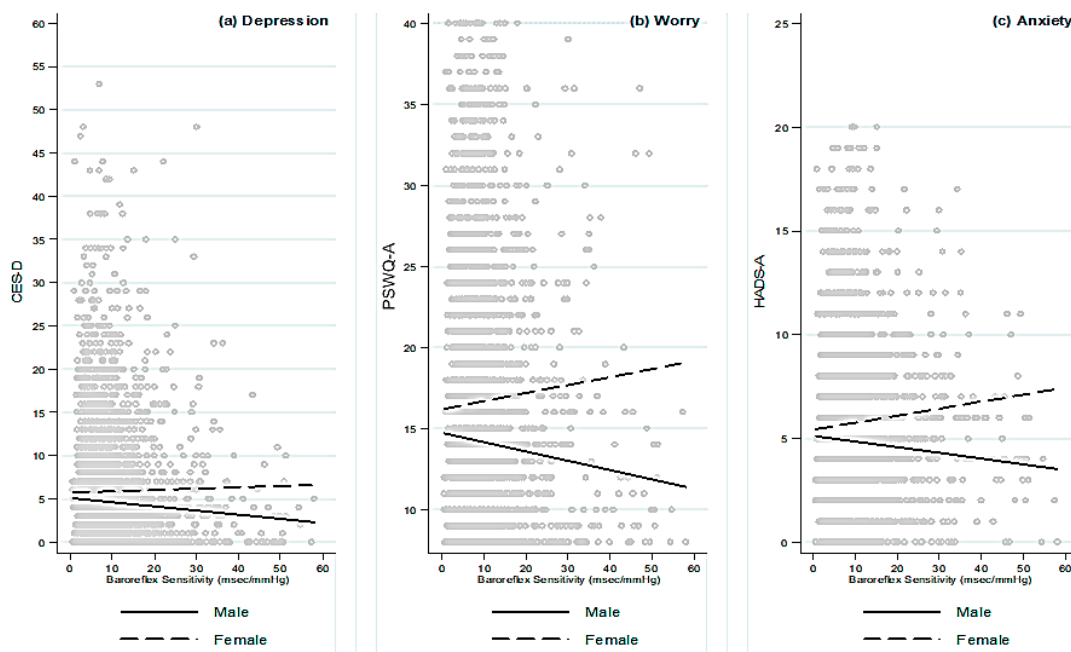 (a) Depression
60
55
50
45
40
35
30
25
20
15
10
5
0
CES-D
0 10 20 30 40 50 60
Baroreflex Sensitivity (msec/mmHg)
Male
Female
(b) Worry
40
35
30
25
20
15
10
PSWQ-A
0 10 20 30 40 50 60
Baroreflex Sensitivity (msec/mmHg)
Male
Female
(c) Anxiety
25
20
15
10
5
0
HADS-A
0 10 20 30 40 50 60
Baroreflex Sensitivity (msec/mmHg)
Male
Female